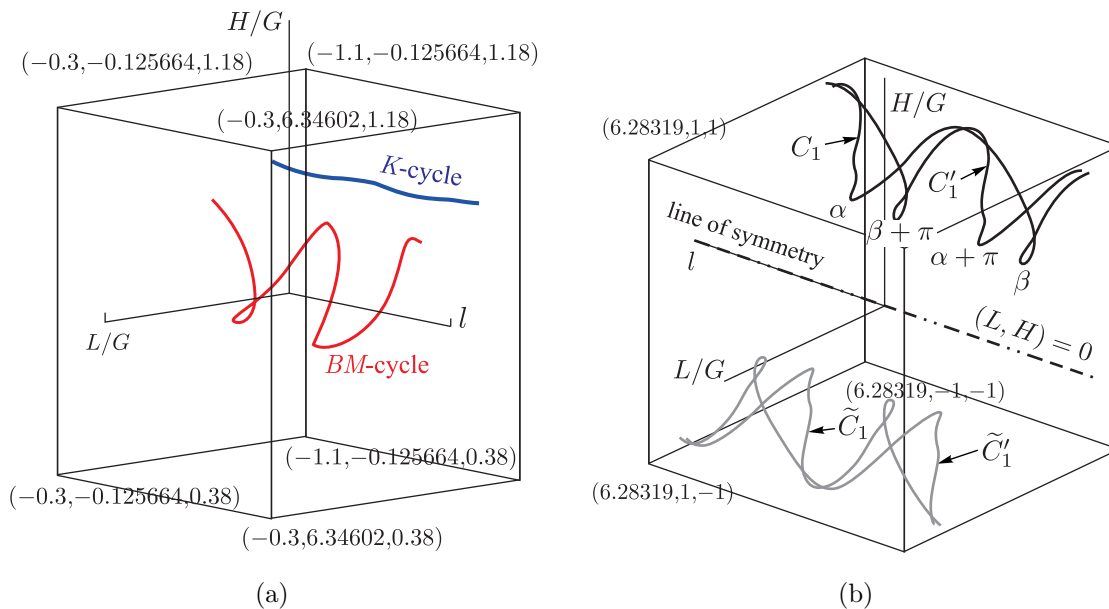 H/G
(−0.3,−0.125664,1.18)
(−1.1,−0.125664,1.18)
(−0.3,6.34602,1.18)
K-cycle
L/G
l
BM-cycle
(−1.1,−0.125664,0.38)
(−0.3,−0.125664,0.38)
(−0.3,6.34602,0.38)
(a)
H/G
(6.28319,1,1)
C₁
C₁′
α
β + π
α + π
β
line of symmetry
l
(L, H) = 0
L/G
(6.28319,−1,−1)
C̃₁
C̃₁′
(6.28319,1,−1)
(b)